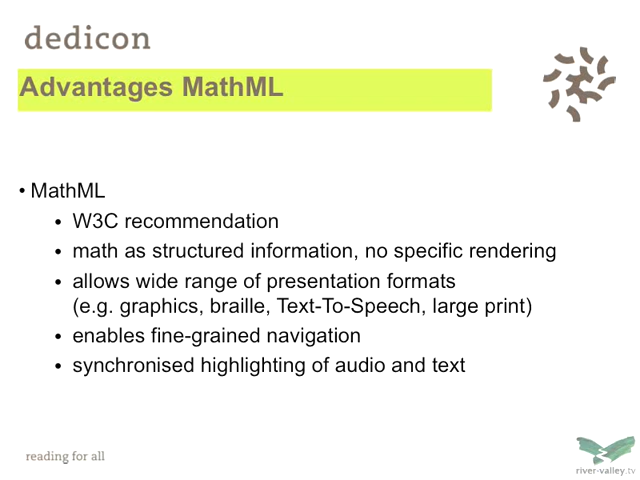 dedicon
Advantages MathML
• MathML
• W3C recommendation
• math as structured information, no specific rendering
• allows wide range of presentation formats
(e.g. graphics, braille, Text-To-Speech, large print)
• enables fine-grained navigation
• synchronised highlighting of audio and text
reading for all
river-valley.tv